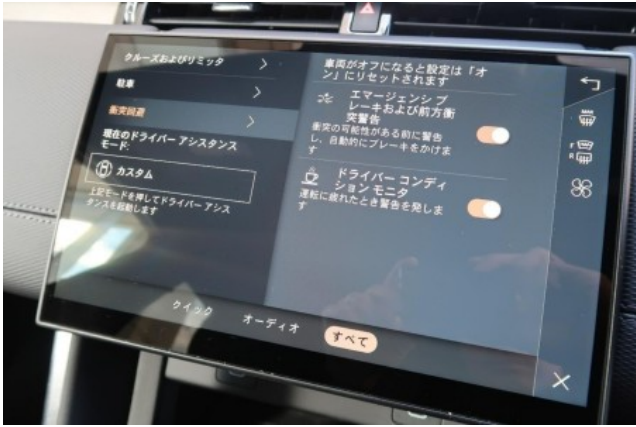 クルーズおよびリミッタ
駐車
衝突回避
現在のドライバー アシスタンス
モード:
カスタム
上記モードを押してドライバー アシス
タンスを起動します
車両がオフになると設定は「オ
ン」にリセットされます
エマージェンシ ブ
レーキおよび前方衝
突警告
衝突の可能性がある前に警告
し、自動的にブレーキをかけま
す
ドライバー コンディ
ション モニタ
運転に疲れたとき警告を発しま
す
F
R
クイック
オーディオ
すべて